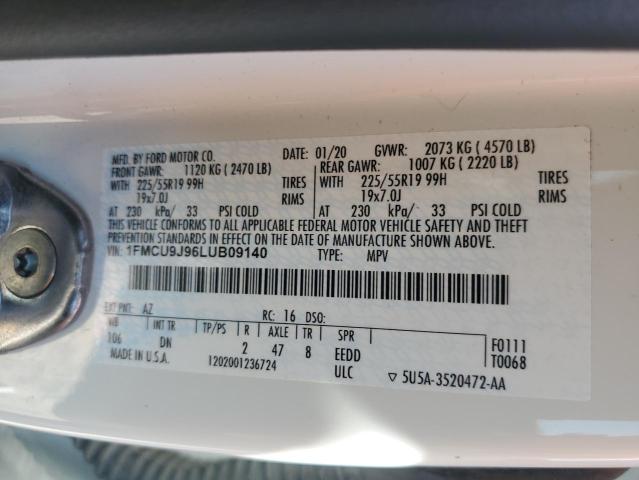 MFD. BY FORD MOTOR CO. DATE: 01/20 GVWR: 2073 KG ( 4570 LB)
FRONT GAWR: 1120 KG ( 2470 LB) REAR GAWR: 1007 KG ( 2220 LB)
WITH 225/55R19 99H TIRES WITH 225/55R19 99H TIRES
19x7.0J RIMS 19x7.0J RIMS
AT 230 kPa/ 33 PSI COLD AT 230 kPa/ 33 PSI COLD
THIS VEHICLE CONFORMS TO ALL APPLICABLE FEDERAL MOTOR VEHICLE SAFETY AND THEFT
PREVENTION STANDARDS IN EFFECT ON THE DATE OF MANUFACTURE SHOWN ABOVE.
VIN: 1FMCU9J96LUB09140 TYPE: MPV
EXT PNT: AZ RC: 16 DSO:
WB INT TR TP/PS R AXLE TR SPR F0111
106 DN 2 47 8 EEDD T0068
MADE IN U.S.A. 1202001236724 ULC ▽ 5U5A-3520472-AA